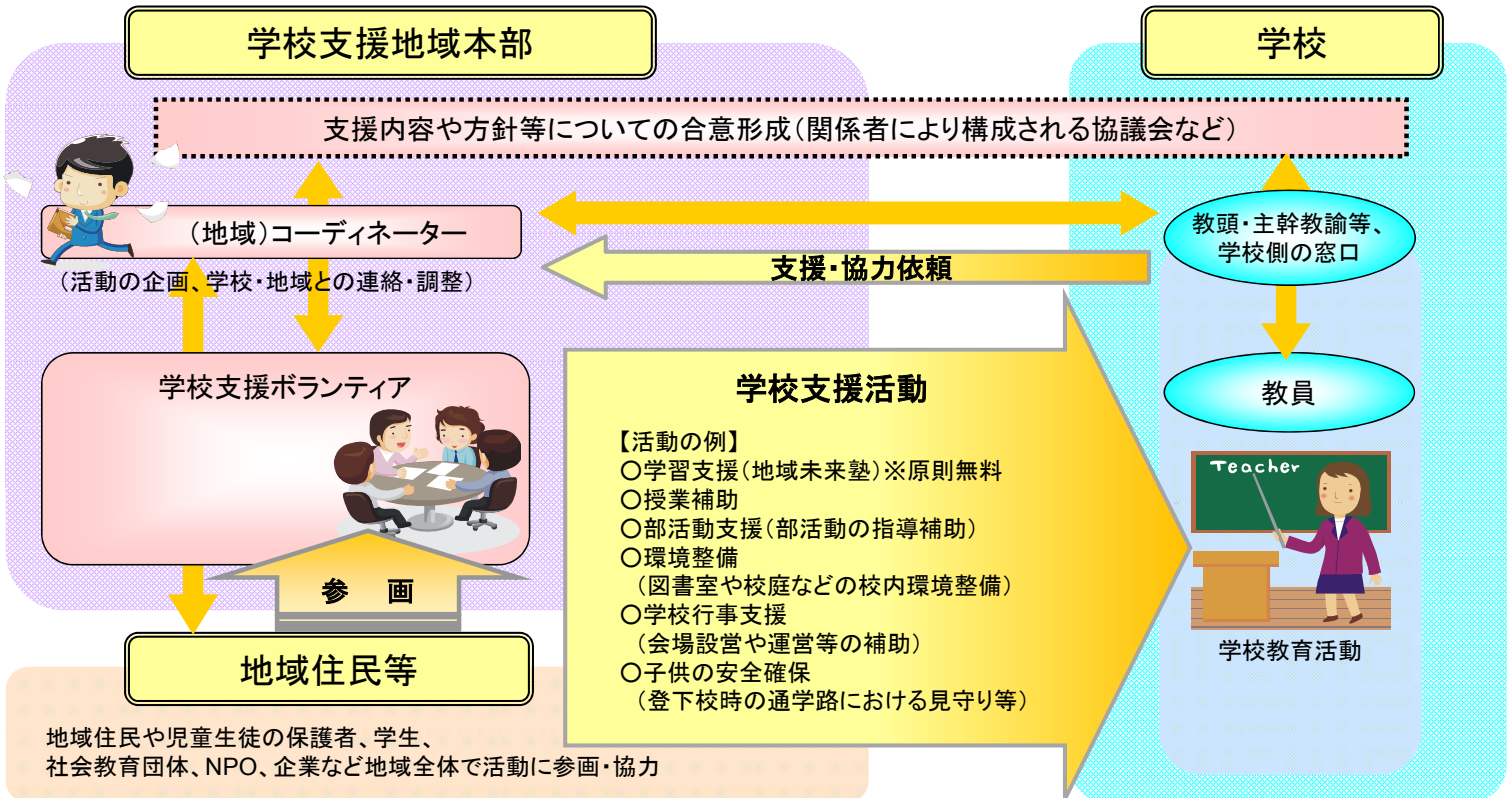 学校支援地域本部
学校
支援内容や方針等についての合意形成(関係者により構成される協議会など)
(地域)コーディネーター
(活動の企画、学校・地域との連絡・調整)
教頭・主幹教諭等、
学校側の窓口
支援・協力依頼
学校支援ボランティア
学校支援活動
【活動の例】
○学習支援(地域未来塾)※原則無料
○授業補助
○部活動支援(部活動の指導補助)
○環境整備
(図書室や校庭などの校内環境整備)
○学校行事支援
(会場設営や運営等の補助)
○子供の安全確保
(登下校時の通学路における見守り等)
教員
Teacher
学校教育活動
参 画
地域住民等
地域住民や児童生徒の保護者、学生、
社会教育団体、NPO、企業など地域全体で活動に参画・協力